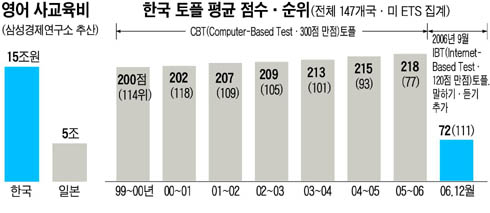 영어 사교육비
(삼성경제연구소 추산)
15조원
5조
한국
일본
한국 토플 평균 점수·순위(전체 147개국·미 ETS 집계)
CBT(Computer-Based Test·300점 만점)토플
2006년 9월
IBT(Internet-
Based Test·
120점 만점)토플,
말하기·듣기
추가
200점
(114위)
202
(118)
207
(109)
209
(105)
213
(101)
215
(93)
218
(77)
72(111)
99~00년
00~01
01~02
02~03
03~04
04~05
05~06
06,12월